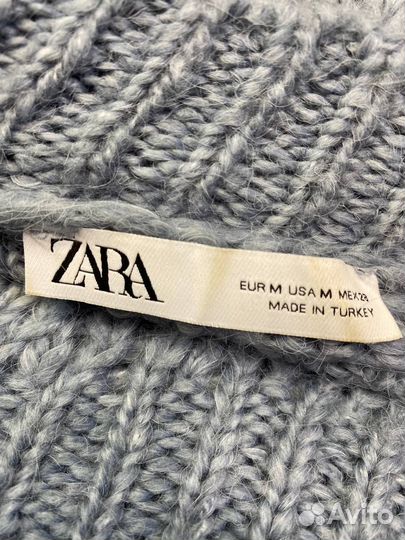 ZARA
EUR M USA M MEX 28
MADE IN TURKEY
Avito